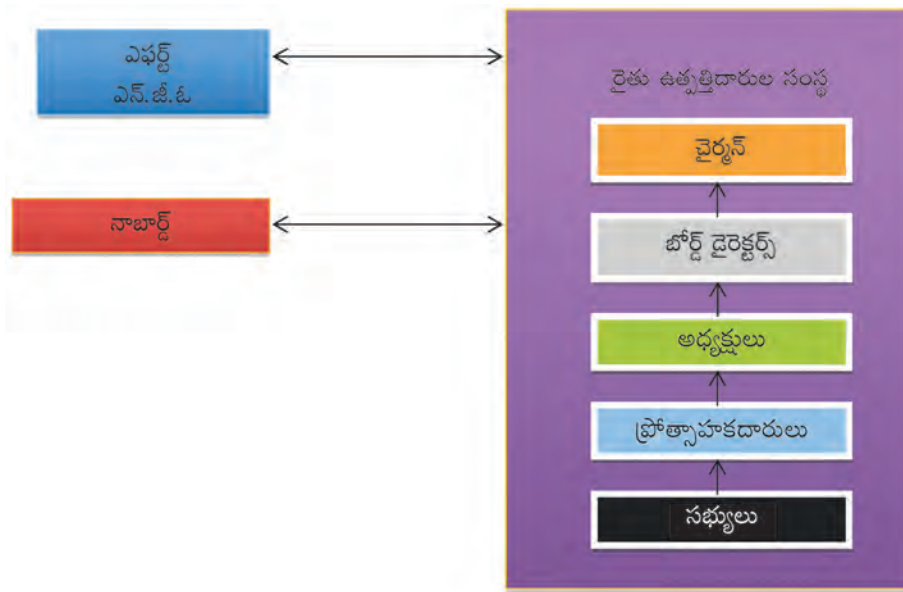 ఎఫర్ట్
ఎన్.జీ.ఓ
నాబార్డ్
రైతు ఉత్పత్తిదారుల సంస్థ
చైర్మన్
బోర్డ్ డైరెక్టర్స్
అధ్యక్షులు
ప్రోత్సాహకదారులు
సభ్యులు